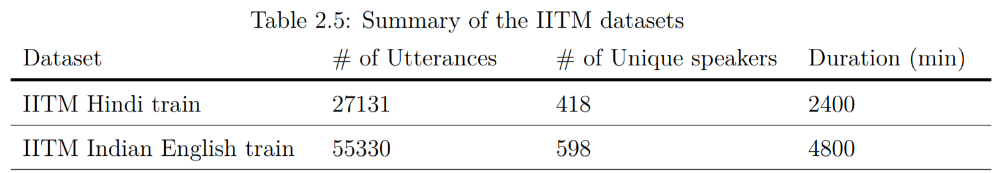 Table 2.5: Summary of the IITM datasets
Dataset # of Utterances # of Unique speakers Duration (min)
IITM Hindi train 27131 418 2400
IITM Indian English train 55330 598 4800